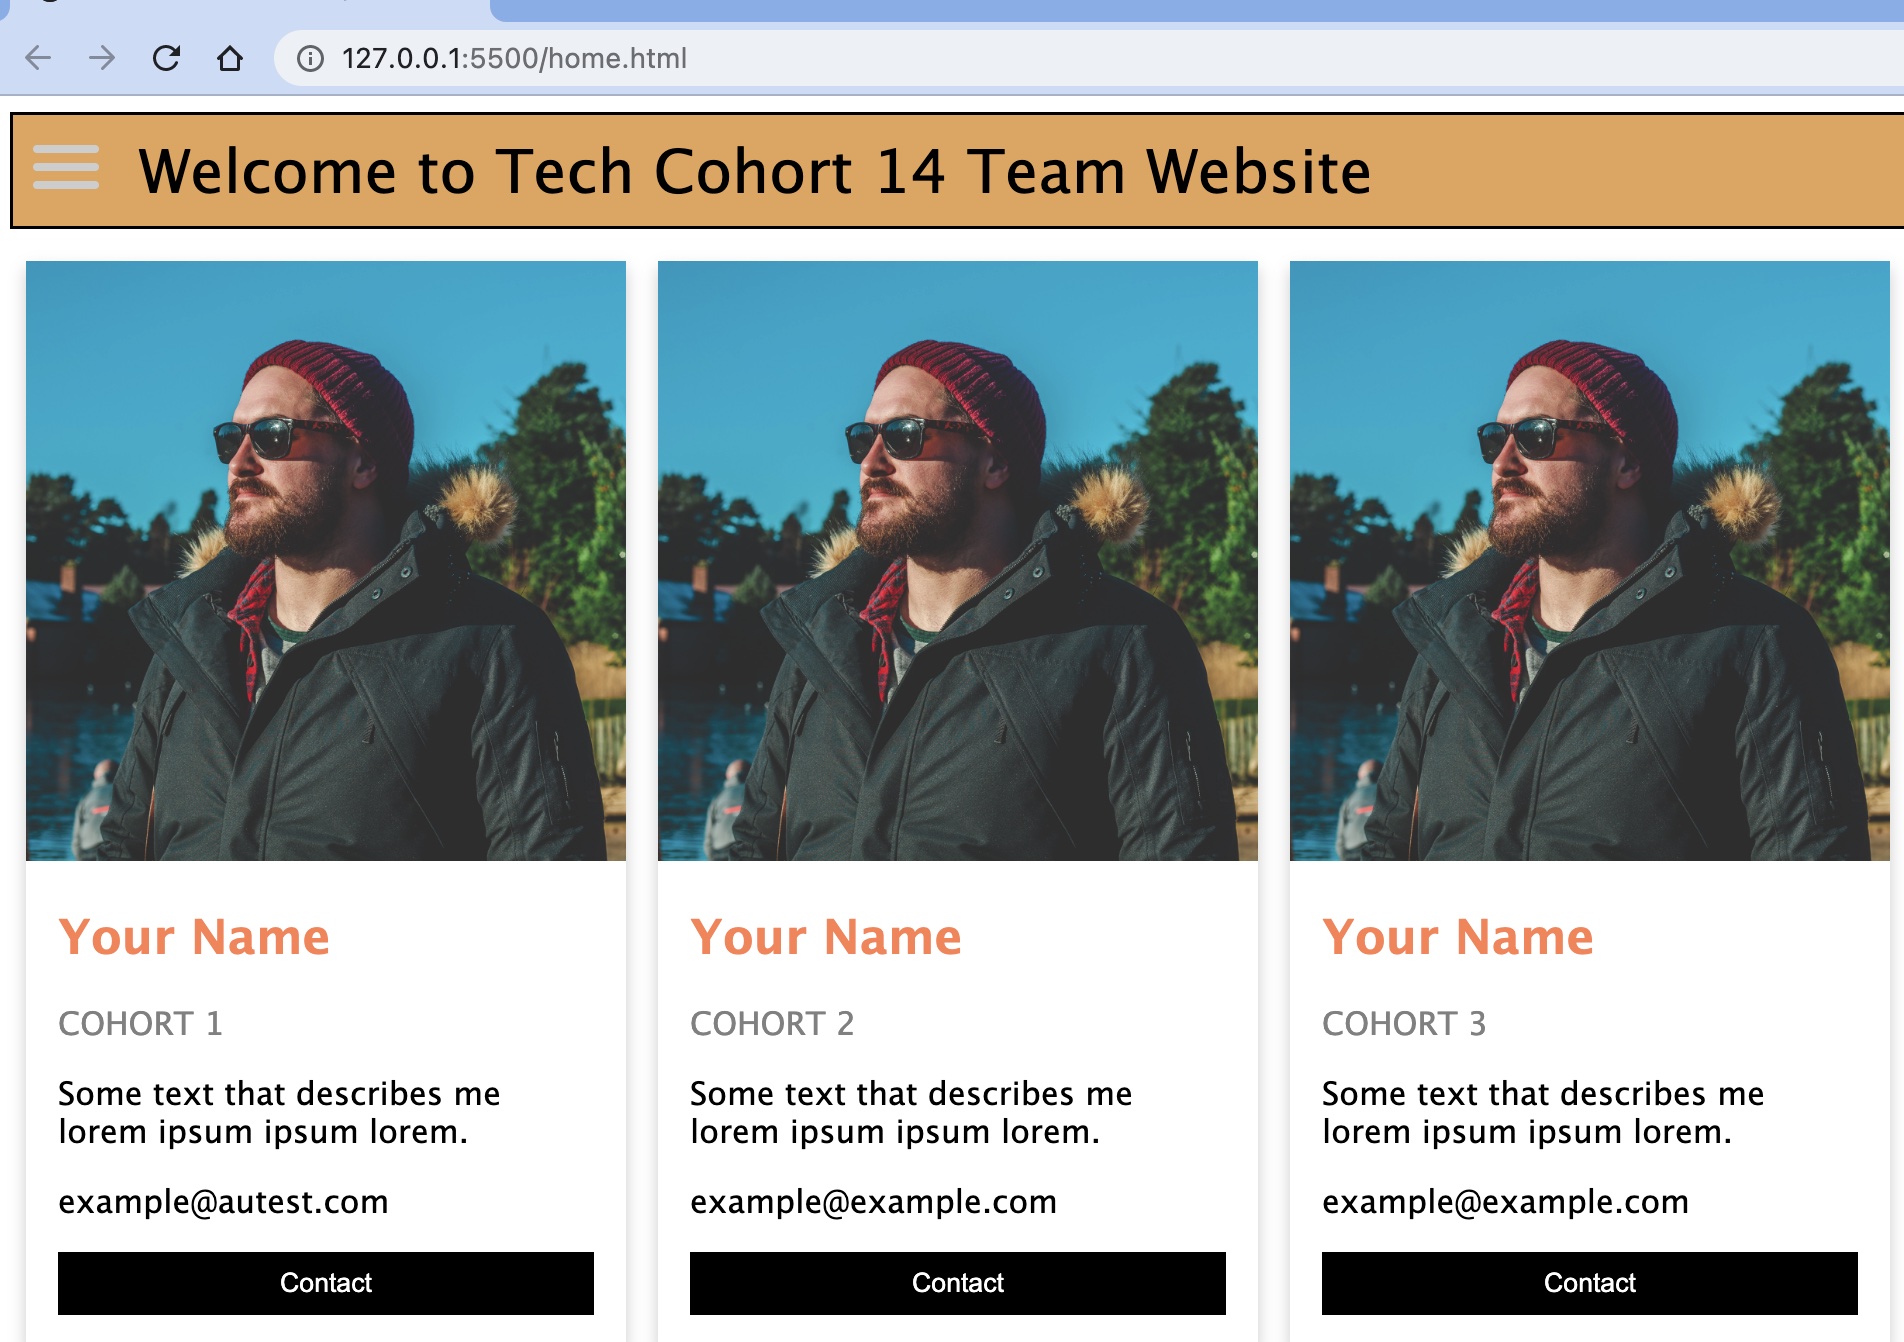 127.0.0.1:5500/home.html
Welcome to Tech Cohort 14 Team Website
Your Name
COHORT 1
Some text that describes me
lorem ipsum ipsum lorem.
example@autest.com
Contact
Your Name
COHORT 2
Some text that describes me
lorem ipsum ipsum lorem.
example@example.com
Contact
Your Name
COHORT 3
Some text that describes me
lorem ipsum ipsum lorem.
example@example.com
Contact